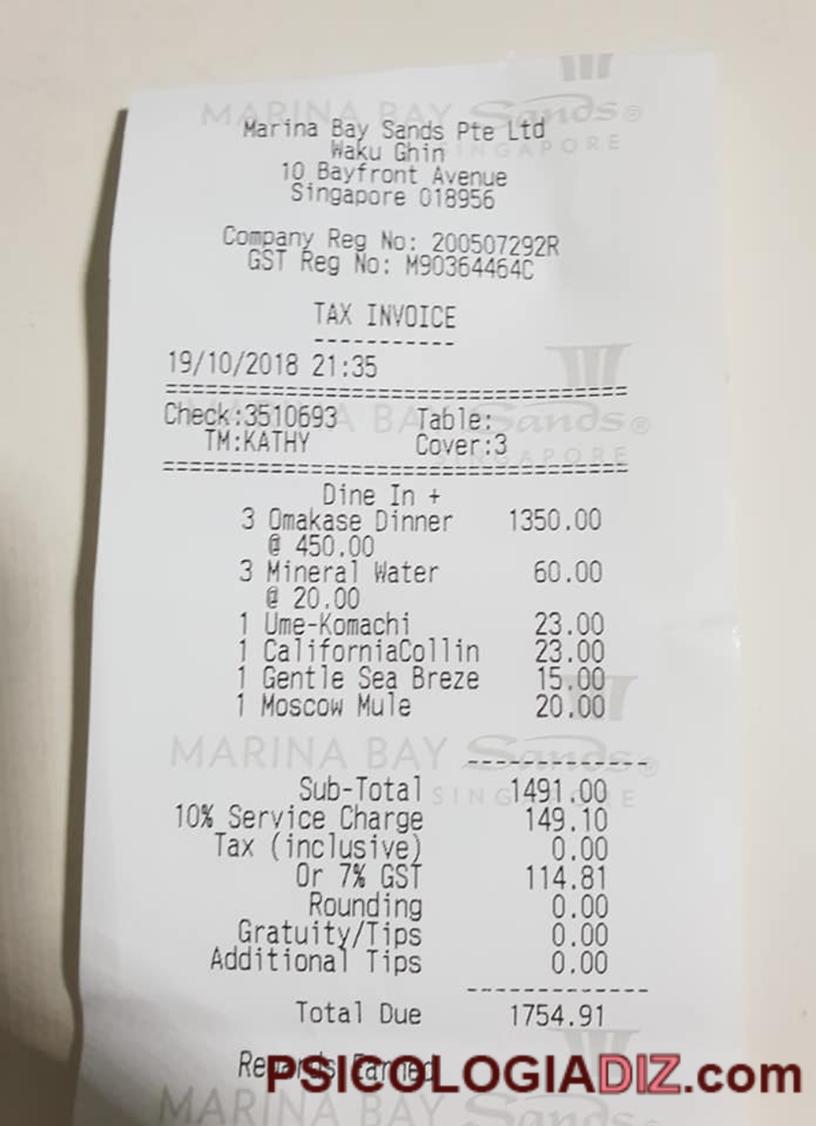 MARINA BAY Sands®
SINGAPORE
Marina Bay Sands Pte Ltd
Waku Ghin
10 Bayfront Avenue
Singapore 018956
Company Reg No: 200507292R
GST Reg No: M90364464C
TAX INVOICE
-----------
19/10/2018 21:35
===================================
MARINA BAY Sands®
SINGAPORE
Check:3510693 Table:
TM:KATHY Cover:3
===================================
Dine In +
3 Omakase Dinner 1350.00
@ 450.00
3 Mineral Water 60.00
@ 20.00
1 Ume-Komachi 23.00
1 CaliforniaCollin 23.00
1 Gentle Sea Breze 15.00
1 Moscow Mule 20.00
MARINA BAY Sands®
SINGAPORE
-------------
Sub-Total 1491.00
10% Service Charge 149.10
Tax (inclusive) 0.00
Or 7% GST 114.81
Rounding 0.00
Gratuity/Tips 0.00
Additional Tips 0.00
-------------
Total Due 1754.91
Rewards Earned
PSICOLOGIADIZ.com
MARINA BAY Sands